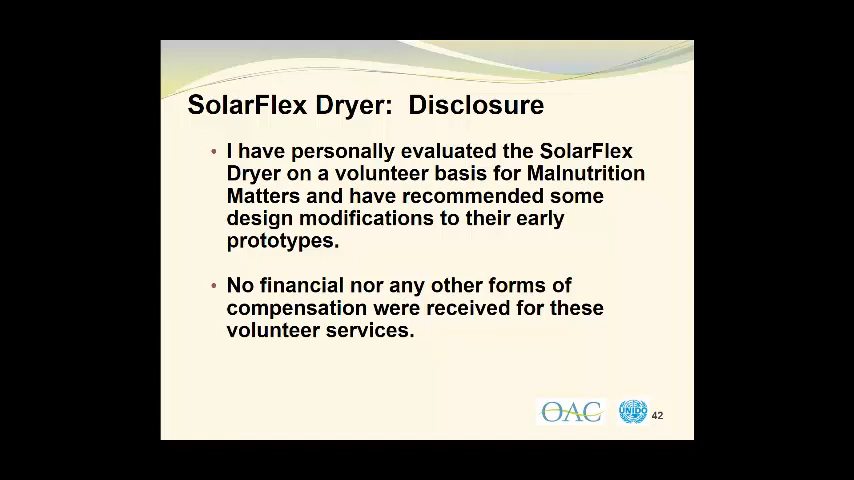 SolarFlex Dryer: Disclosure
• I have personally evaluated the SolarFlex
Dryer on a volunteer basis for Malnutrition
Matters and have recommended some
design modifications to their early
prototypes.
• No financial nor any other forms of
compensation were received for these
volunteer services.
OAC
UNIDO
42